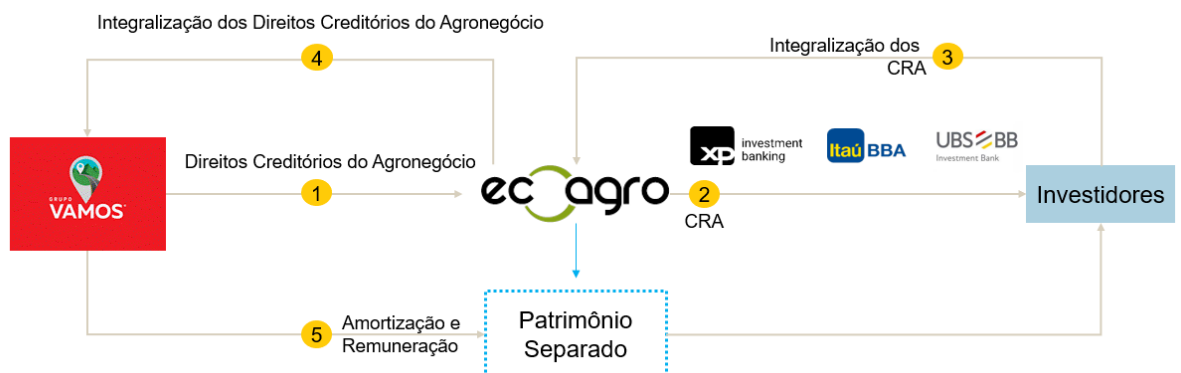 Integralização dos Direitos Creditórios do Agronegócio
4
Integralização dos
CRA
3
GRUPO
VAMOS
Direitos Creditórios do Agronegócio
1
ecoagro
xp investment
banking
Itaú BBA
UBS BB
Investment Bank
2
CRA
Investidores
5
Amortização e
Remuneração
Patrimônio
Separado